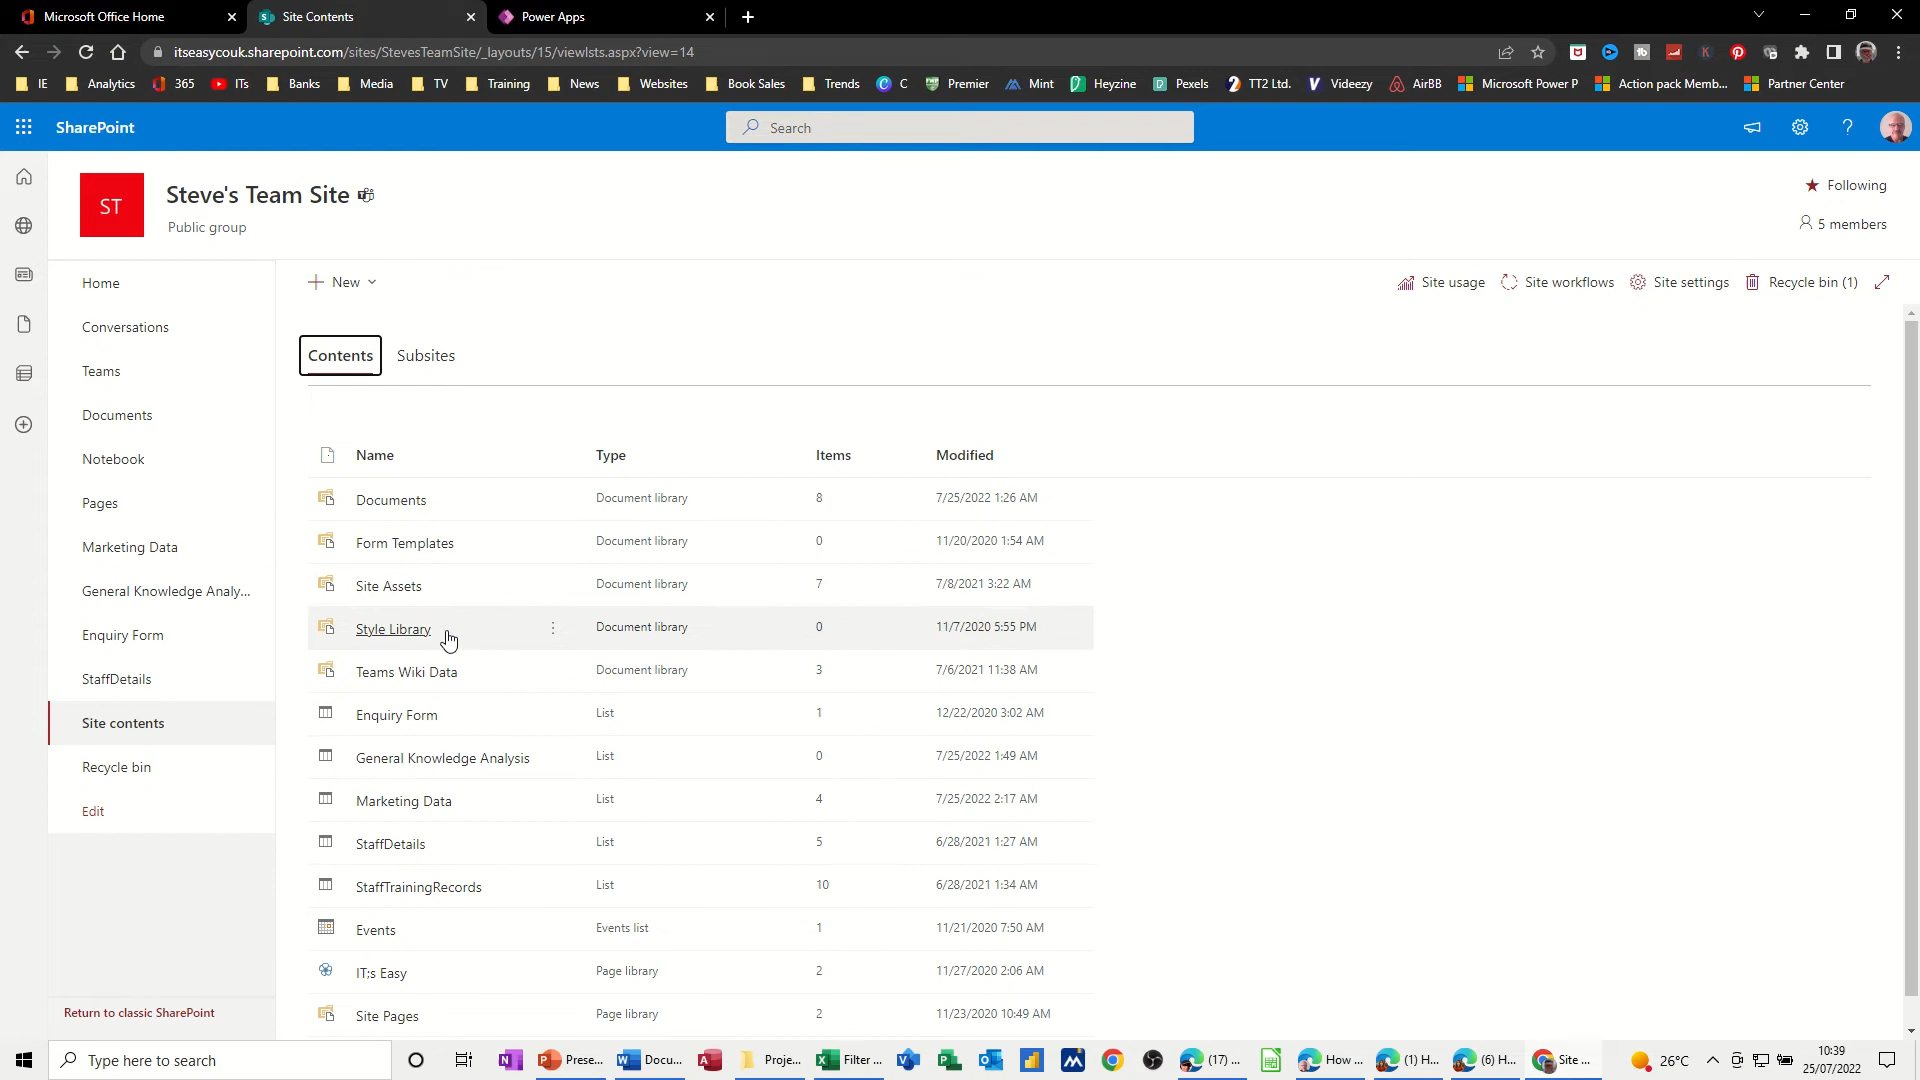 Microsoft Office Home
Site Contents
Power Apps
itseasycouk.sharepoint.com/sites/StevesTeamSite/_layouts/15/viewlsts.aspx?view=14
IE
Analytics
365
ITs
Banks
Media
TV
Training
News
Websites
Book Sales
Trends
C
Premier
Mint
Heyzine
Pexels
TT2 Ltd.
Videezy
AirBB
Microsoft Power P
Action pack Memb...
Partner Center
SharePoint
Search
ST
Steve's Team Site
Public group
Following
5 members
Home
Conversations
Teams
Documents
Notebook
Pages
Marketing Data
General Knowledge Analy...
Enquiry Form
StaffDetails
Site contents
Recycle bin
Edit
Return to classic SharePoint
New
Site usage
Site workflows
Site settings
Recycle bin (1)
Contents
Subsites
Name Type Items Modified
Documents Document library 8 7/25/2022 1:26 AM
Form Templates Document library 0 11/20/2020 1:54 AM
Site Assets Document library 7 7/8/2021 3:22 AM
Style Library Document library 0 11/7/2020 5:55 PM
Teams Wiki Data Document library 3 7/6/2021 11:38 AM
Enquiry Form List 1 12/22/2020 3:02 AM
General Knowledge Analysis List 0 7/25/2022 1:49 AM
Marketing Data List 4 7/25/2022 2:17 AM
StaffDetails List 5 6/28/2021 1:27 AM
StaffTrainingRecords List 10 6/28/2021 1:34 AM
Events Events list 1 11/21/2020 7:50 AM
IT;s Easy Page library 2 11/27/2020 2:06 AM
Site Pages Page library 2 11/23/2020 10:49 AM
Type here to search
Prese...
Docu...
Proje...
Filter ...
(17) ...
How ...
(1) H...
(6) H...
Site ...
26°C
10:39
25/07/2022